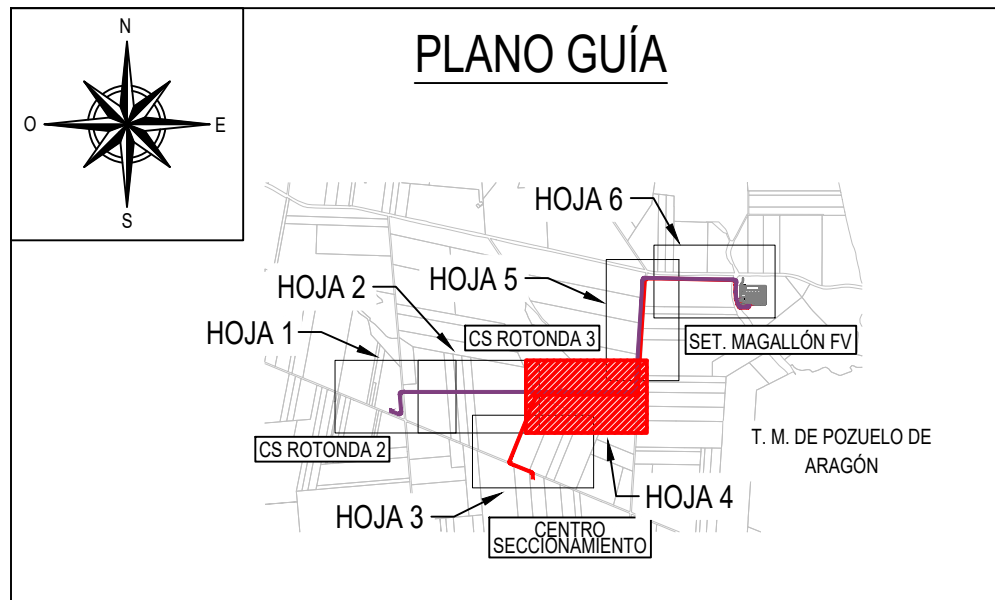 PLANO GUÍA
N
O
E
S
HOJA 6
HOJA 5
HOJA 2
HOJA 1
CS ROTONDA 3
SET. MAGALLÓN FV
CS ROTONDA 2
T. M. DE POZUELO DE
ARAGÓN
HOJA 4
HOJA 3
CENTRO
SECCIONAMIENTO